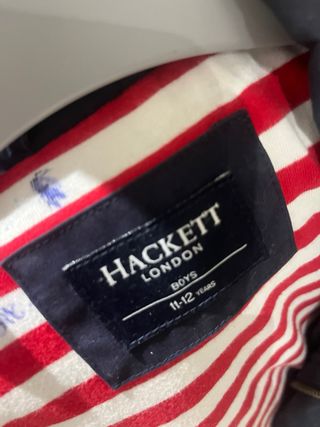 HACKETT
LONDON
BOYS
11-12 YEARS